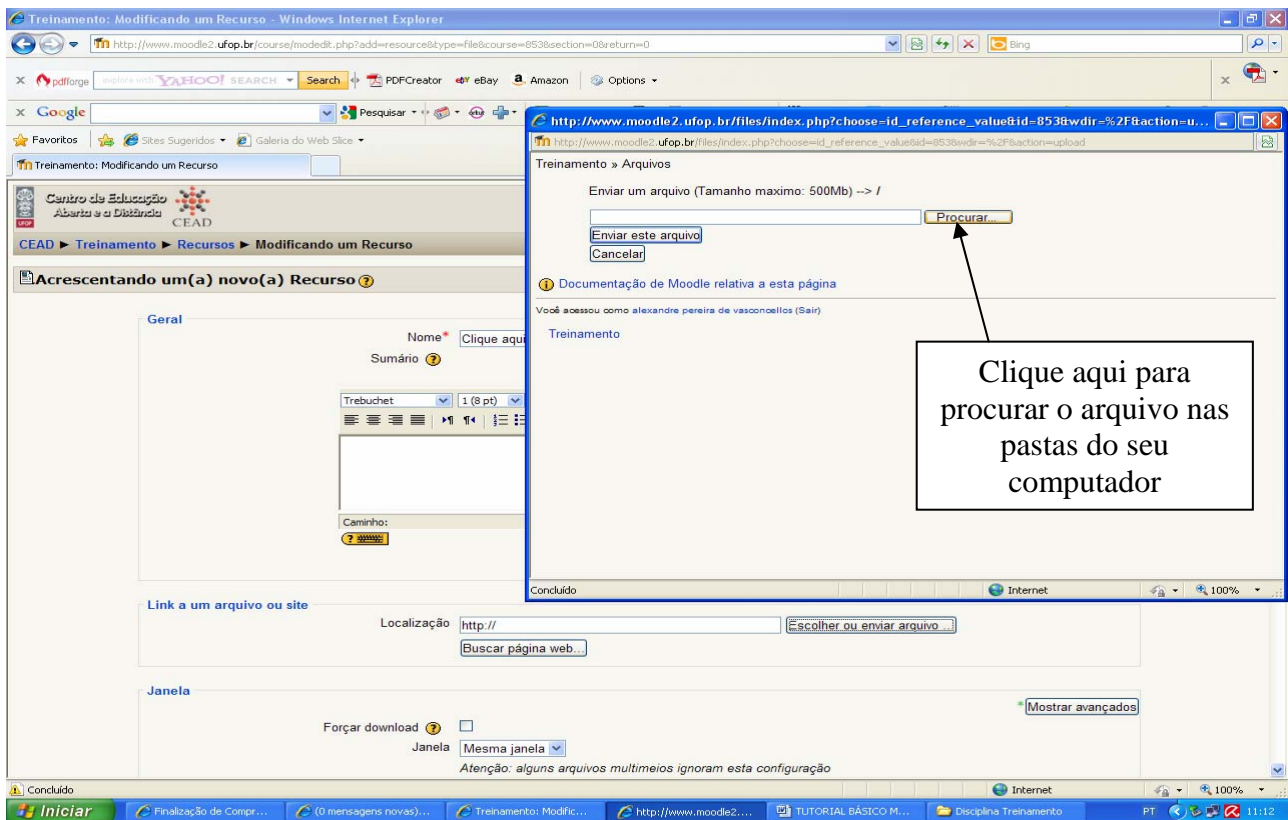 Treinamento: Modificando um Recurso - Windows Internet Explorer
http://www.moodle2.ufop.br/course/modedit.php?add=resource&type=file&course=853&section=0&return=0
Bing
pdfforge
YAHOO! SEARCH
Search
PDFCreator
eBay
Amazon
Options
Google
Pesquisar
Favoritos
Sites Sugeridos
Galeria do Web Slice
Treinamento: Modificando um Recurso
Centro de Educação
Aberta e a Distância
CEAD
UFOP
CEAD ► Treinamento ► Recursos ► Modificando um Recurso
Acrescentando um(a) novo(a) Recurso
Geral
Nome*
Clique aqui
Sumário
Trebuchet
1 (8 pt)
Caminho:
http://www.moodle2.ufop.br/files/index.php?choose=id_reference_value&id=853&wdir=%2F&action=u...
http://www.moodle2.ufop.br/files/index.php?choose=id_reference_value&id=853&wdir=%2F&action=upload
Treinamento » Arquivos
Enviar um arquivo (Tamanho maximo: 500Mb) --> /
Procurar...
Enviar este arquivo
Cancelar
Documentação de Moodle relativa a esta página
Você acessou como alexandre pereira de vasconcellos (Sair)
Treinamento
Clique aqui para
procurar o arquivo nas
pastas do seu
computador
Concluído
Internet
100%
Link a um arquivo ou site
Localização
http://
Escolher ou enviar arquivo ...
Buscar página web...
Janela
* Mostrar avançados
Forçar download
Janela
Mesma janela
Atenção: alguns arquivos multimeios ignoram esta configuração
Concluído
Internet
100%
Iniciar
Finalização de Compr...
(0 mensagens novas)...
Treinamento: Modific...
http://www.moodle2....
TUTORIAL BÁSICO M...
Disciplina Treinamento
PT
11:12